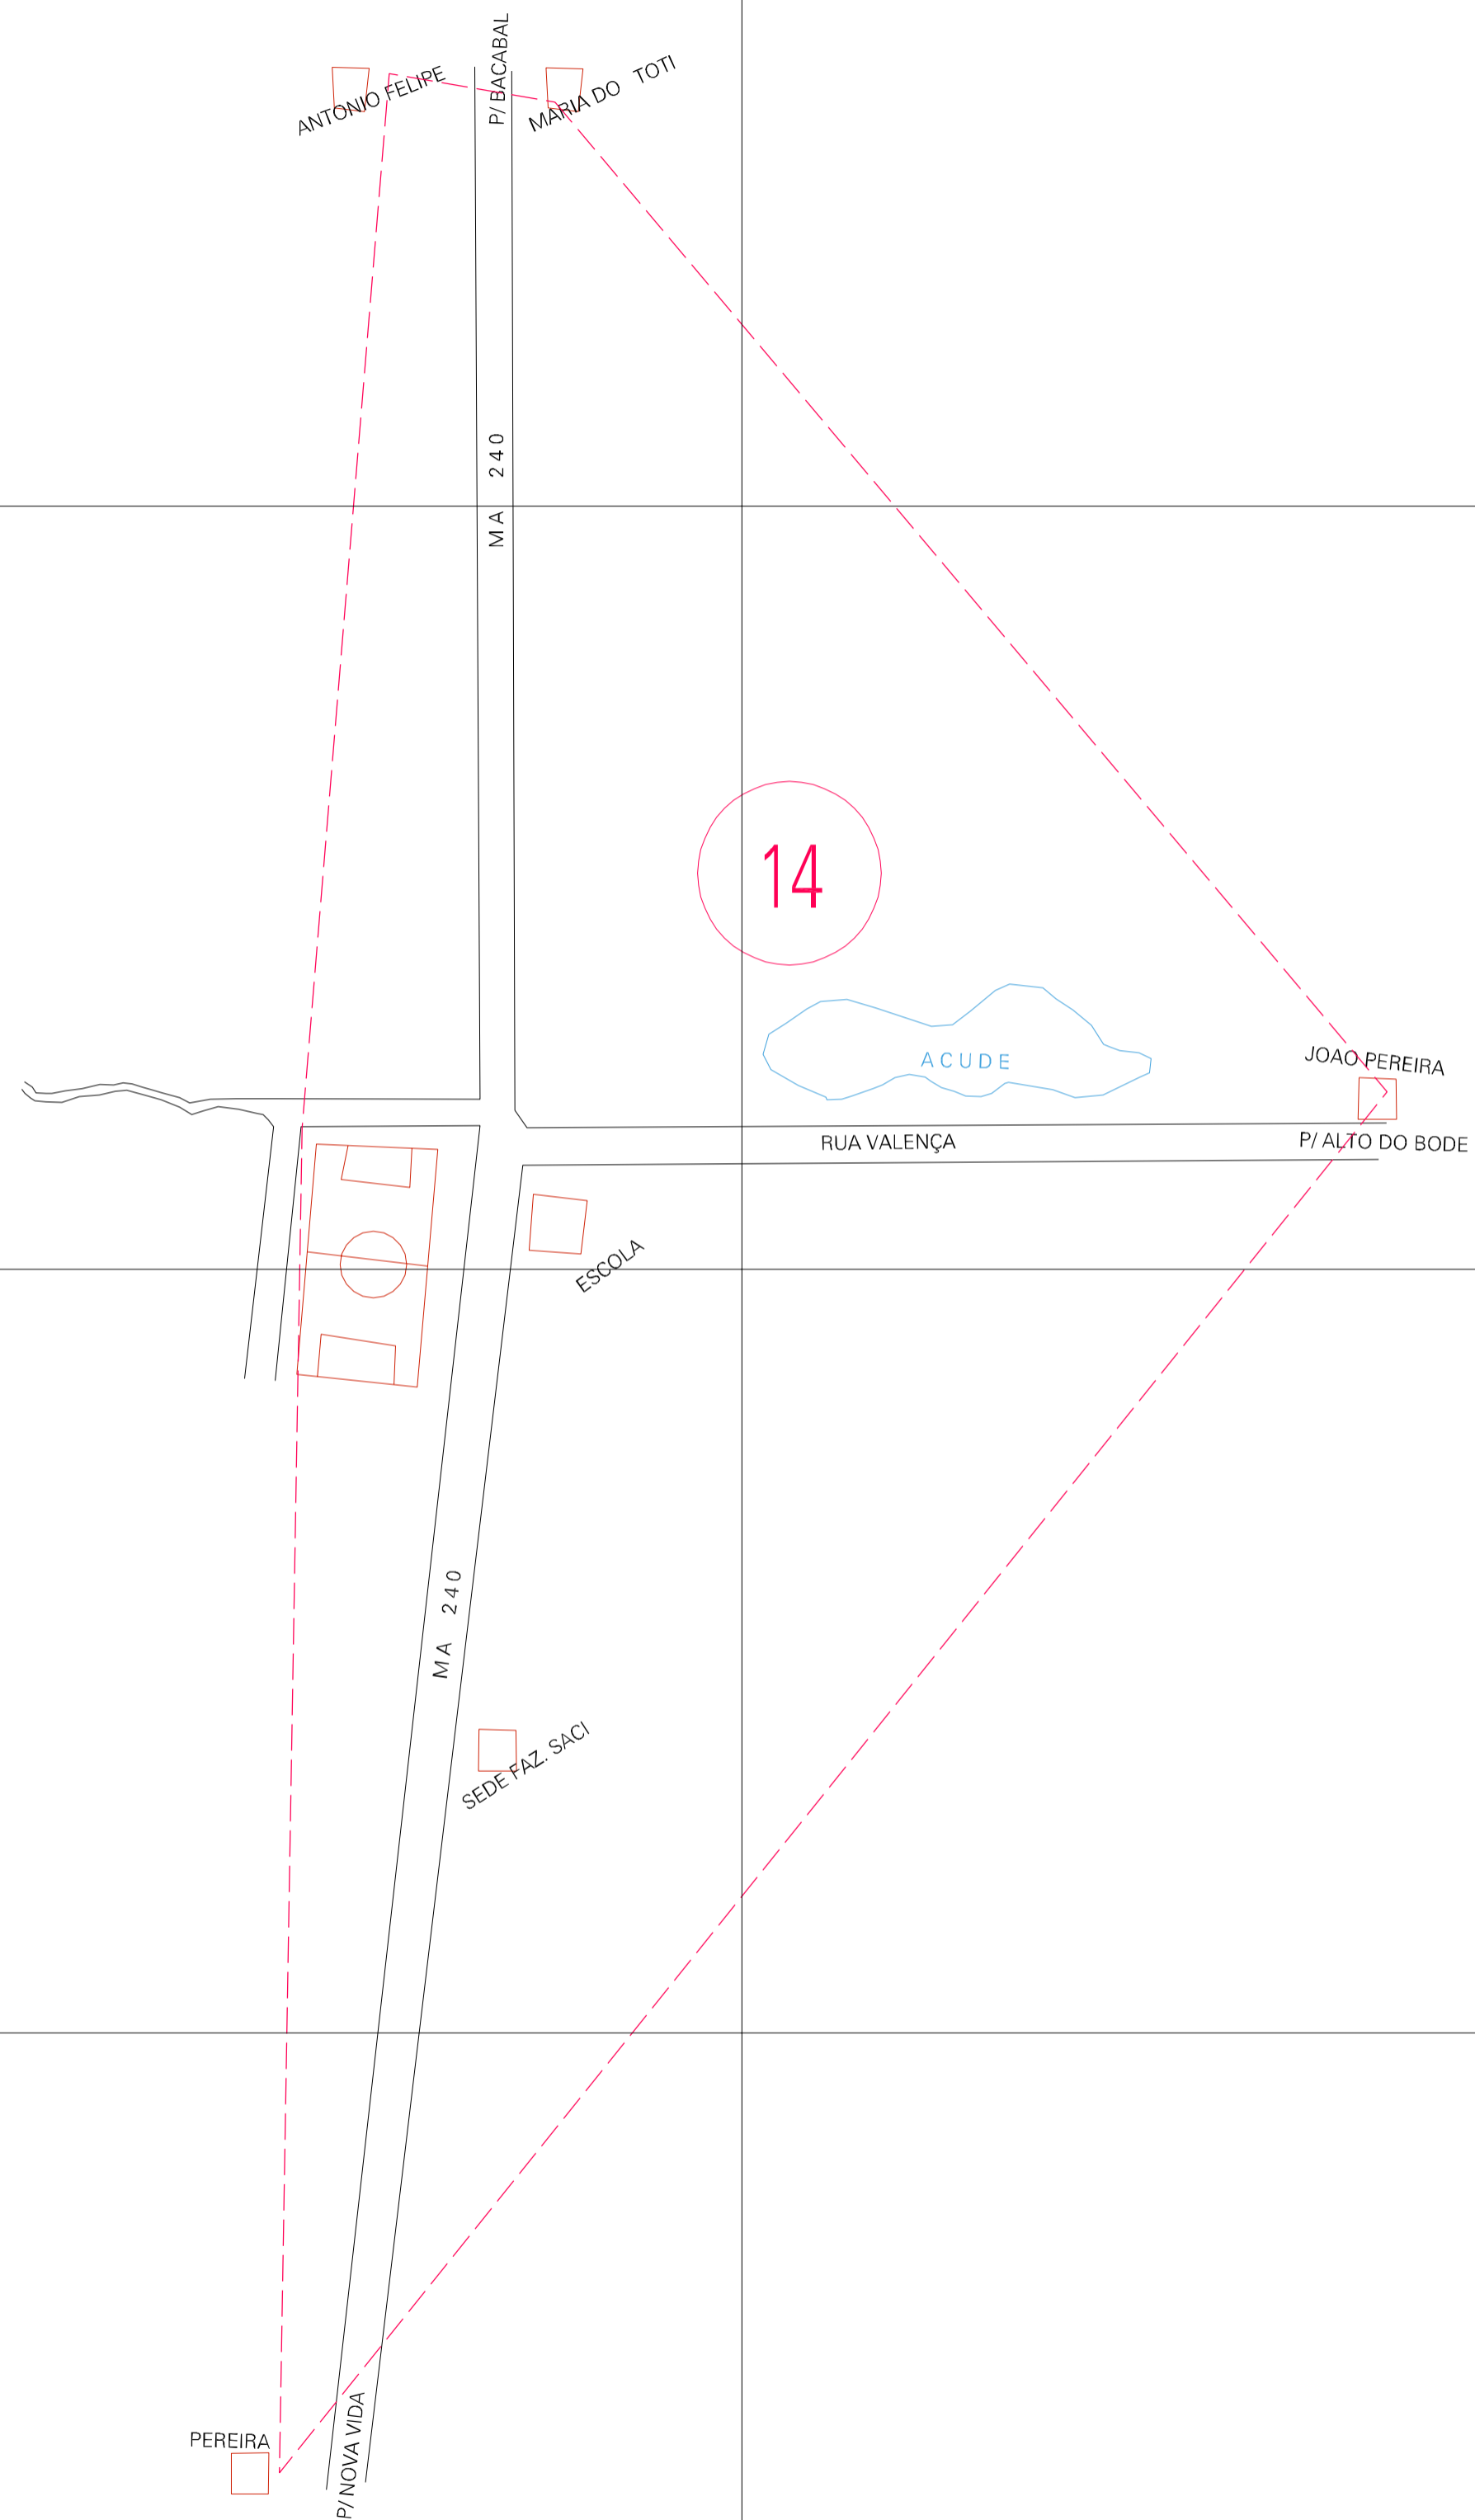 P/ BACABAL
ANTONIO FELIPE
MARIA DO TOTI
MA 240
14
ACUDE
JOAO PEREIRA
RUA VALENÇA
P/ ALTO DO BODE
ESCOLA
MA 240
SEDE FAZ. SACI
PEREIRA
P/ NOVA VIDA